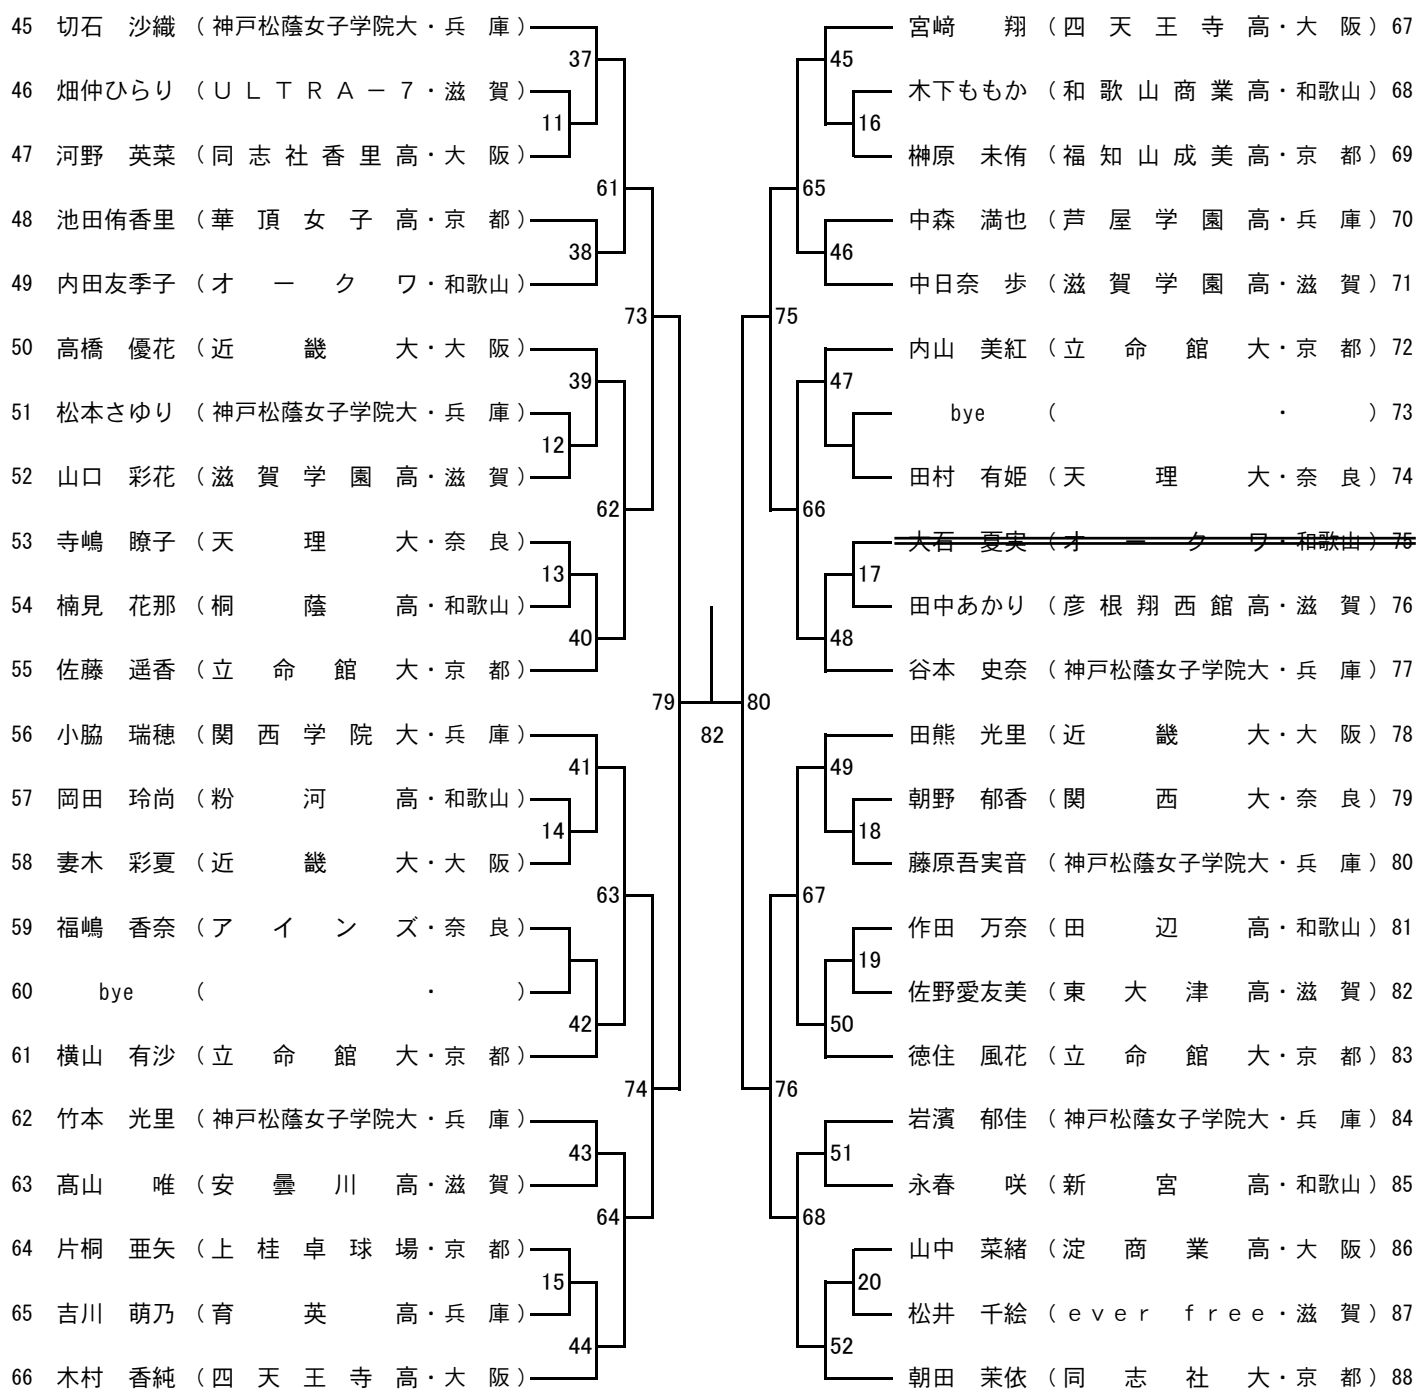 45 切石 沙織 （ 神戸松蔭女子学院大・兵 庫 ）
37
46 畑仲ひらり （ＵＬＴＲＡ－７・滋 賀 ）
11
47 河野 英菜 （ 同 志 社 香 里 高・大 阪 ）
61
48 池田侑香里 （ 華 頂 女 子 高・京 都 ）
38
49 内田友季子 （ オ ー ク ワ・和歌山 ）
73
50 高橋 優花 （ 近 畿 大・大 阪 ）
39
51 松本さゆり （ 神戸松蔭女子学院大・兵 庫 ）
12
52 山口 彩花 （ 滋 賀 学 園 高・滋 賀 ）
62
53 寺嶋 瞭子 （ 天 理 大・奈 良 ）
13
54 楠見 花那 （ 桐 蔭 高・和歌山 ）
40
55 佐藤 遥香 （ 立 命 館 大・京 都 ）
79
56 小脇 瑞穂 （ 関 西 学 院 大・兵 庫 ）
41
57 岡田 玲尚 （ 粉 河 高・和歌山 ）
14
58 妻木 彩夏 （ 近 畿 大・大 阪 ）
63
59 福嶋 香奈 （ ア イ ン ズ・奈 良 ）
60 bye （ ・ ）
42
61 横山 有沙 （ 立 命 館 大・京 都 ）
74
62 竹本 光里 （ 神戸松蔭女子学院大・兵 庫 ）
43
63 髙山 唯 （ 安 曇 川 高・滋 賀 ）
64
64 片桐 亜矢 （ 上 桂 卓 球 場・京 都 ）
15
65 吉川 萌乃 （ 育 英 高・兵 庫 ）
44
66 木村 香純 （ 四 天 王 寺 高・大 阪 ）
82
宮﨑 翔 （ 四 天 王 寺 高・大 阪 ） 67
45
木下ももか （ 和 歌 山 商 業 高・和歌山 ） 68
16
榊原 未侑 （ 福 知 山 成 美 高・京 都 ） 69
65
中森 満也 （ 芦 屋 学 園 高・兵 庫 ） 70
46
中日奈 歩 （ 滋 賀 学 園 高・滋 賀 ） 71
75
内山 美紅 （ 立 命 館 大・京 都 ） 72
47
bye （ ・ ） 73
田村 有姫 （ 天 理 大・奈 良 ） 74
66
大石 夏実 （ オ ー ク ワ・和歌山 ） 75
17
田中あかり （ 彦 根 翔 西 館 高・滋 賀 ） 76
48
谷本 史奈 （ 神戸松蔭女子学院大・兵 庫 ） 77
80
田熊 光里 （ 近 畿 大・大 阪 ） 78
49
朝野 郁香 （ 関 西 大・奈 良 ） 79
18
藤原吾実音 （ 神戸松蔭女子学院大・兵 庫 ） 80
67
作田 万奈 （ 田 辺 高・和歌山 ） 81
19
佐野愛友美 （ 東 大 津 高・滋 賀 ） 82
50
徳住 風花 （ 立 命 館 大・京 都 ） 83
76
岩濱 郁佳 （ 神戸松蔭女子学院大・兵 庫 ） 84
51
永春 咲 （ 新 宮 高・和歌山 ） 85
68
山中 菜緒 （ 淀 商 業 高・大 阪 ） 86
20
松井 千絵 （ｅｖｅｒ ｆｒｅｅ・滋 賀 ） 87
52
朝田 茉依 （ 同 志 社 大・京 都 ） 88